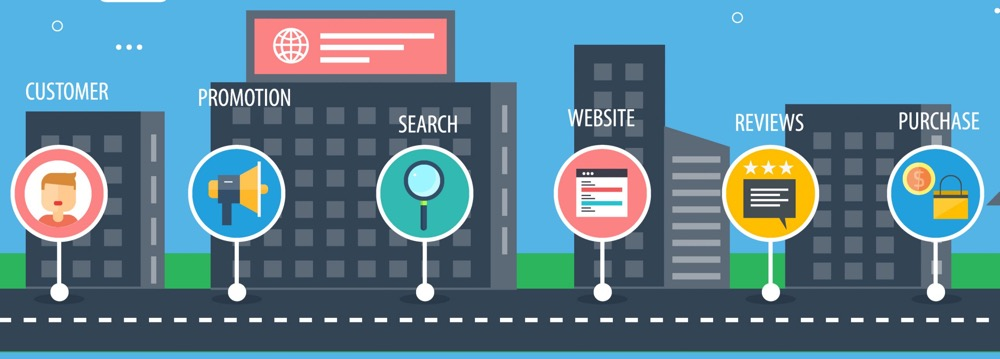 CUSTOMER
PROMOTION
SEARCH
WEBSITE
REVIEWS
PURCHASE
$